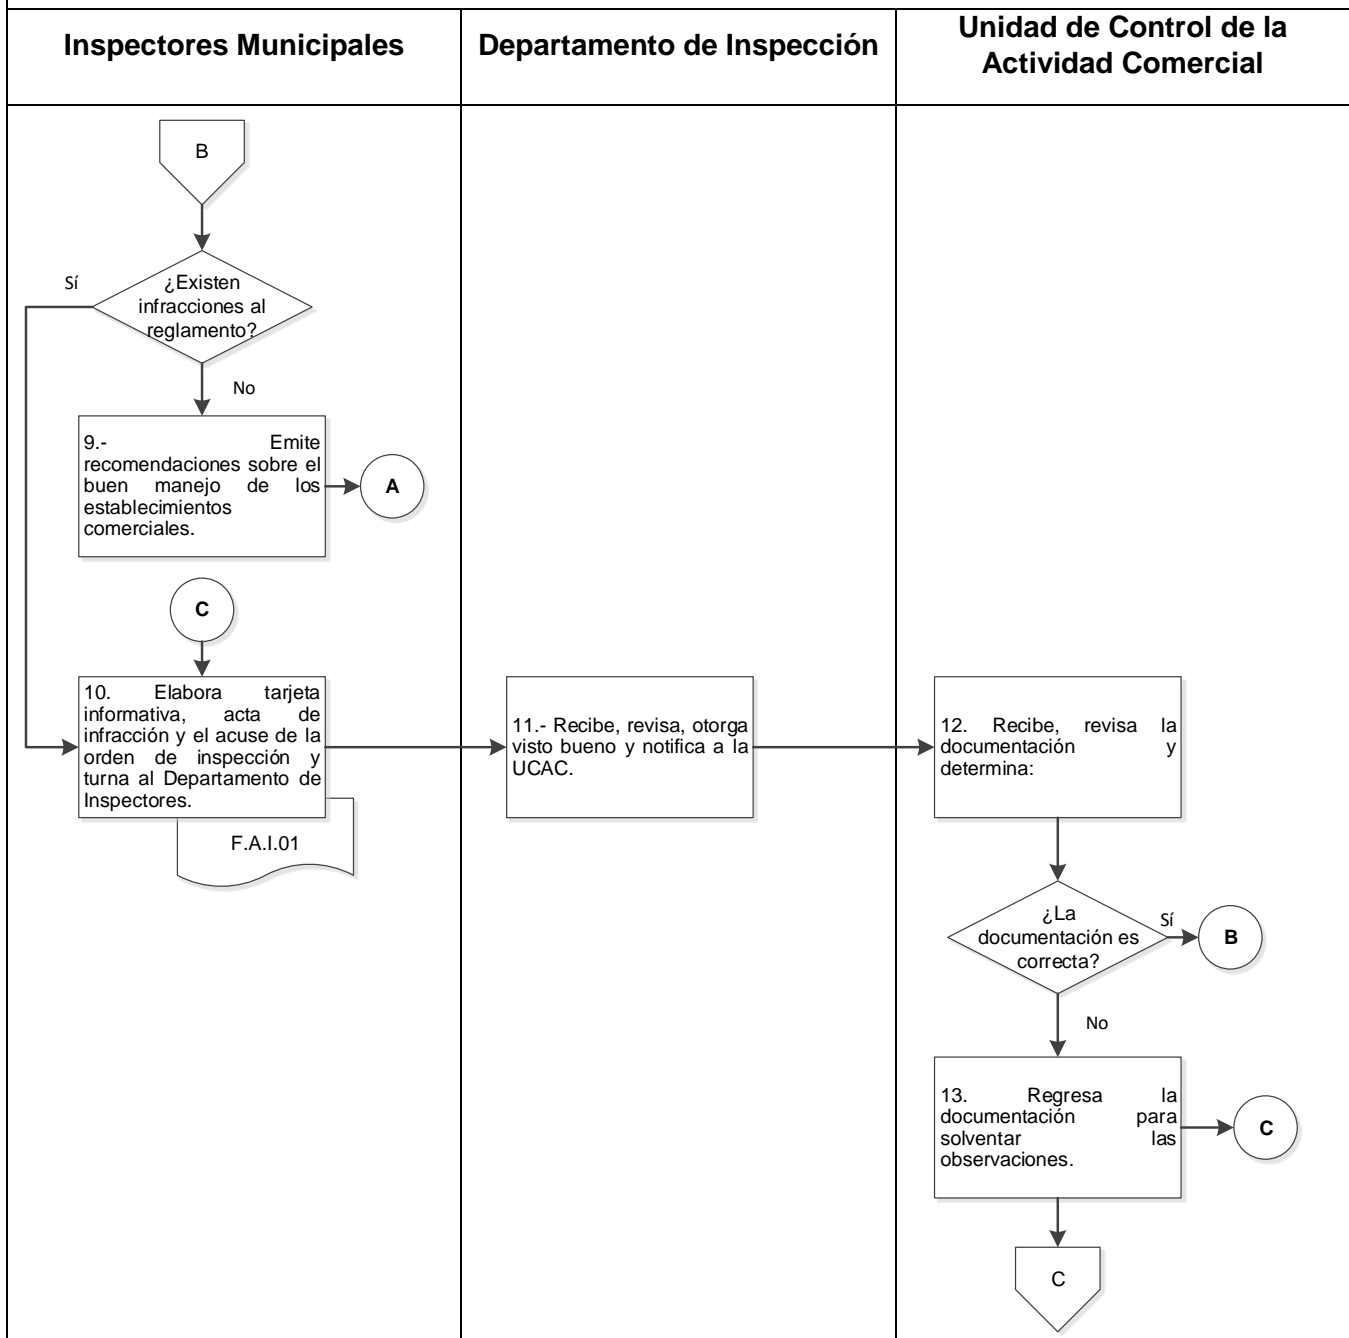 Inspectores Municipales
Departamento de Inspección
Unidad de Control de la
Actividad Comercial
B
¿Existen
infracciones al
reglamento?
Sí
No
9.- Emite
recomendaciones sobre el
buen manejo de los
establecimientos
comerciales.
A
C
10. Elabora tarjeta
informativa, acta de
infracción y el acuse de la
orden de inspección y
turna al Departamento de
Inspectores.
F.A.I.01
11.- Recibe, revisa, otorga
visto bueno y notifica a la
UCAC.
12. Recibe, revisa la
documentación y
determina:
¿La
documentación es
correcta?
Sí
B
No
13. Regresa la
documentación para
solventar las
observaciones.
C
C